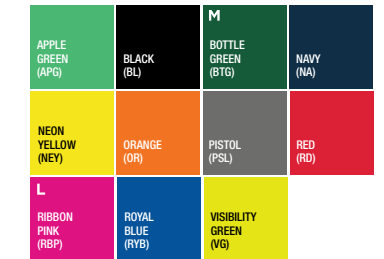 APPLE
GREEN
(APG)
BLACK
(BL)
M
BOTTLE
GREEN
(BTG)
NAVY
(NA)
NEON
YELLOW
(NEY)
ORANGE
(OR)
PISTOL
(PSL)
RED
(RD)
L
RIBBON
PINK
(RBP)
ROYAL
BLUE
(RYB)
VISIBILITY
GREEN
(VG)